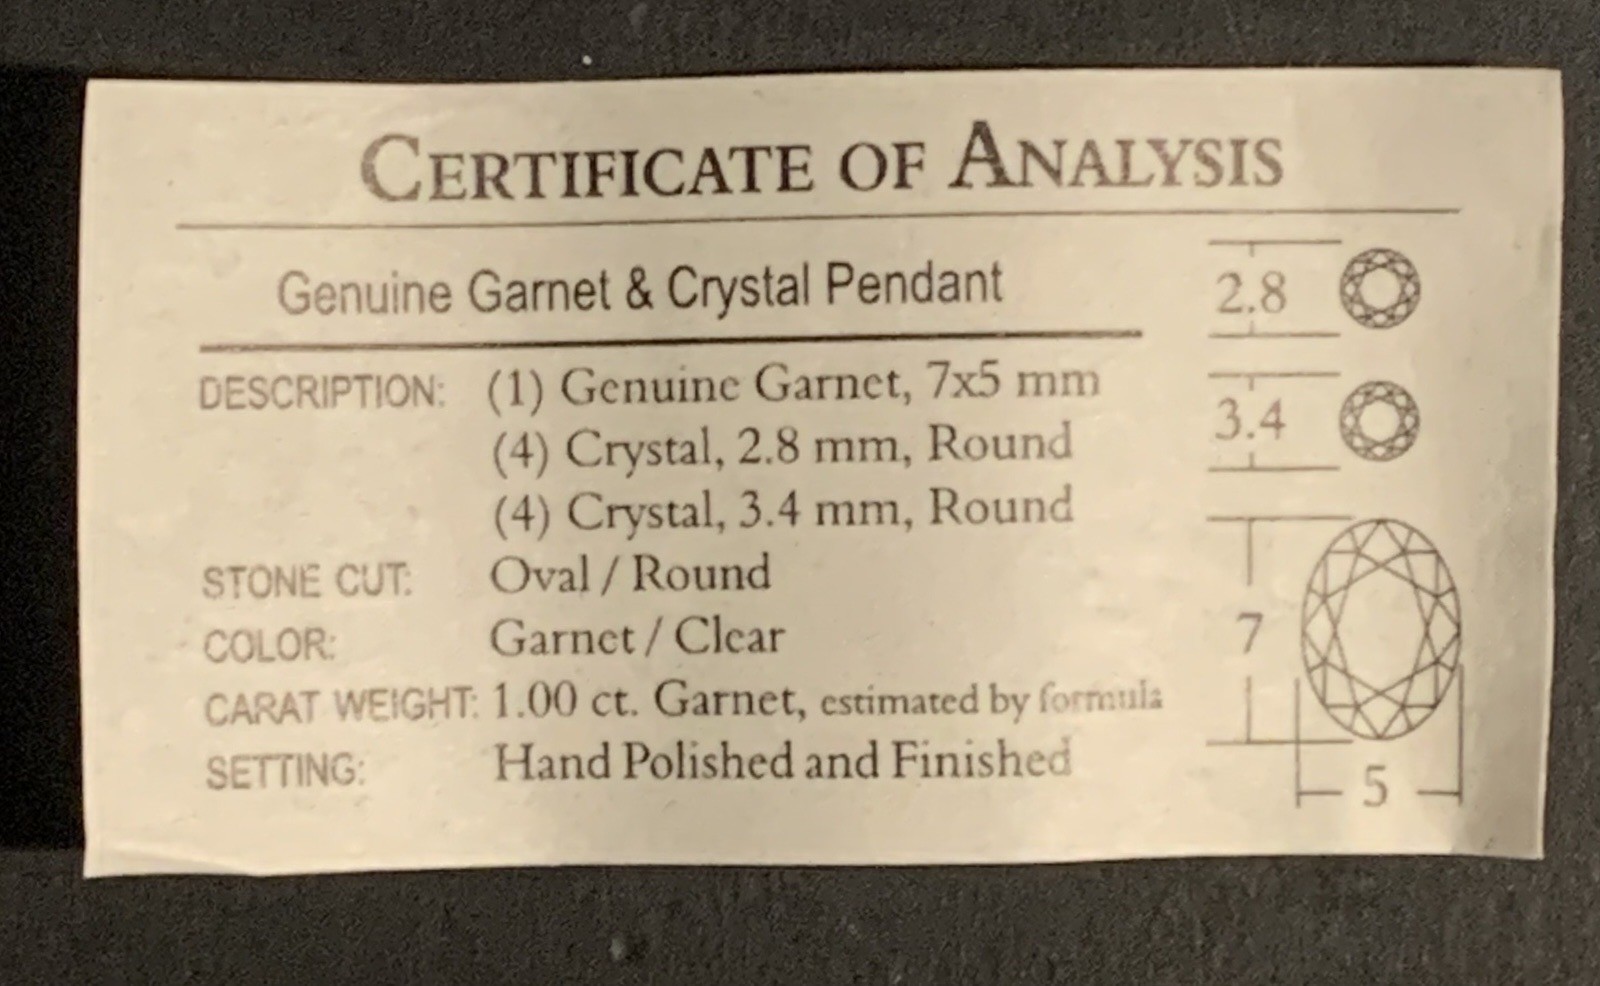 CERTIFICATE OF ANALYSIS
Genuine Garnet & Crystal Pendant
DESCRIPTION: (1) Genuine Garnet, 7x5 mm
(4) Crystal, 2.8 mm, Round
(4) Crystal, 3.4 mm, Round
STONE CUT: Oval / Round
COLOR: Garnet / Clear
CARAT WEIGHT: 1.00 ct. Garnet, estimated by formula
SETTING: Hand Polished and Finished
2.8
3.4
7
5